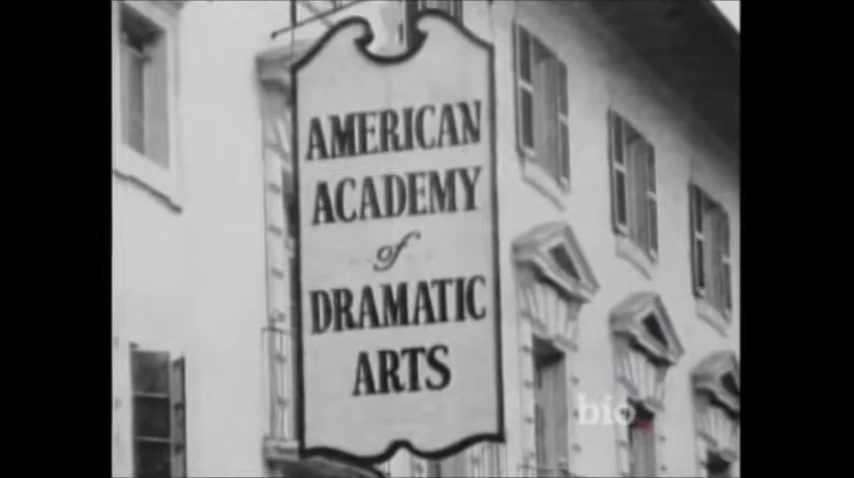 AMERICAN
ACADEMY
of
DRAMATIC
ARTS
bio.